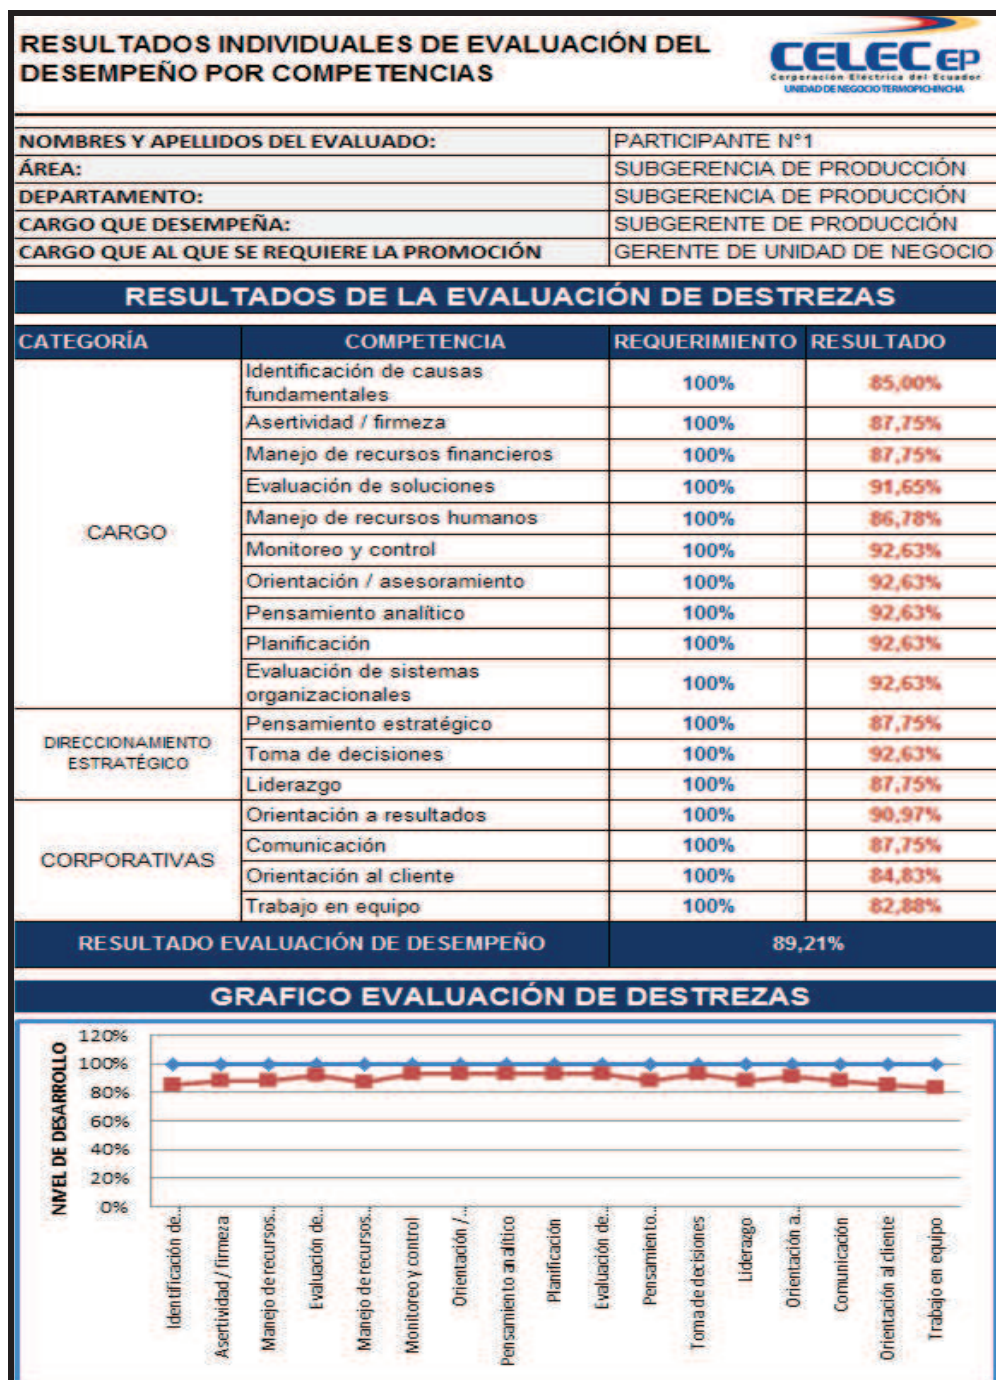 RESULTADOS INDIVIDUALES DE EVALUACIÓN DEL
DESEMPEÑO POR COMPETENCIAS
CELEC EP
Corporación Eléctrica del Ecuador
UNIDAD DE NEGOCIO TERMOPICHINCHA
NOMBRES Y APELLIDOS DEL EVALUADO: PARTICIPANTE N°1
ÁREA: SUBGERENCIA DE PRODUCCIÓN
DEPARTAMENTO: SUBGERENCIA DE PRODUCCIÓN
CARGO QUE DESEMPEÑA: SUBGERENTE DE PRODUCCIÓN
CARGO QUE AL QUE SE REQUIERE LA PROMOCIÓN GERENTE DE UNIDAD DE NEGOCIO
RESULTADOS DE LA EVALUACIÓN DE DESTREZAS
CATEGORÍA COMPETENCIA REQUERIMIENTO RESULTADO
CARGO
Identificación de causas
fundamentales 100% 85,00%
Asertividad / firmeza 100% 87,75%
Manejo de recursos financieros 100% 87,75%
Evaluación de soluciones 100% 91,65%
Manejo de recursos humanos 100% 86,78%
Monitoreo y control 100% 92,63%
Orientación / asesoramiento 100% 92,63%
Pensamiento analítico 100% 92,63%
Planificación 100% 92,63%
Evaluación de sistemas
organizacionales 100% 92,63%
DIRECCIONAMIENTO
ESTRATÉGICO
Pensamiento estratégico 100% 87,75%
Toma de decisiones 100% 92,63%
Liderazgo 100% 87,75%
CORPORATIVAS
Orientación a resultados 100% 90,97%
Comunicación 100% 87,75%
Orientación al cliente 100% 84,83%
Trabajo en equipo 100% 82,88%
RESULTADO EVALUACIÓN DE DESEMPEÑO 89,21%
GRAFICO EVALUACIÓN DE DESTREZAS
NIVEL DE DESARROLLO
120%
100%
80%
60%
40%
20%
0%
Identificación de...
Asertividad / firmeza
Manejo de recursos...
Evaluación de...
Manejo de recursos...
Monitoreo y control
Orientación /...
Pensamiento analítico
Planificación
Evaluación de...
Pensamiento...
Toma de decisiones
Liderazgo
Orientación a...
Comunicación
Orientación al cliente
Trabajo en equipo